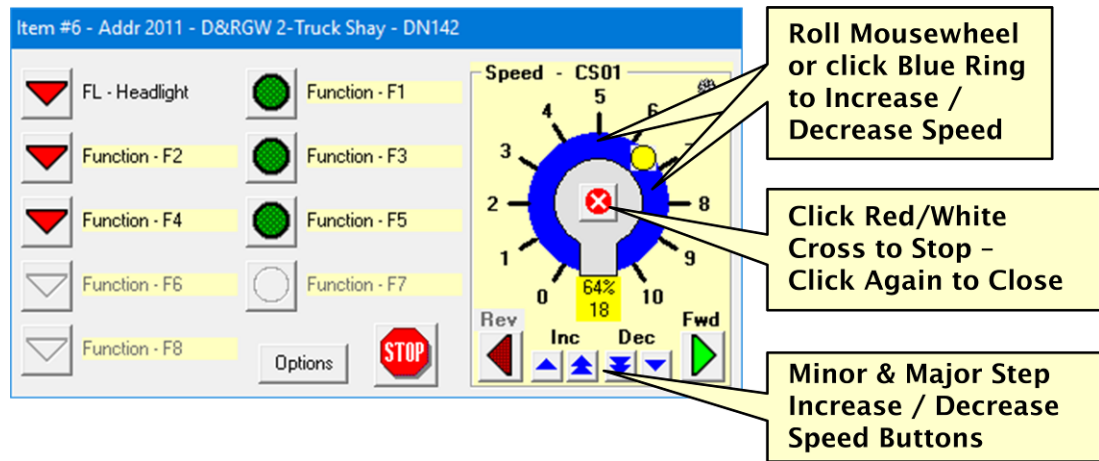 Item #6 - Addr 2011 - D&RGW 2-Truck Shay - DN142
FL - Headlight
Function - F1
Function - F2
Function - F3
Function - F4
Function - F5
Function - F6
Function - F7
Function - F8
Options
STOP
Speed - CS01
5
4
6
3
7
2
8
1
9
0
10
64%
18
Rev
Fwd
Inc
Dec
Roll Mousewheel
or click Blue Ring
to Increase /
Decrease Speed
Click Red/White
Cross to Stop –
Click Again to Close
Minor & Major Step
Increase / Decrease
Speed Buttons